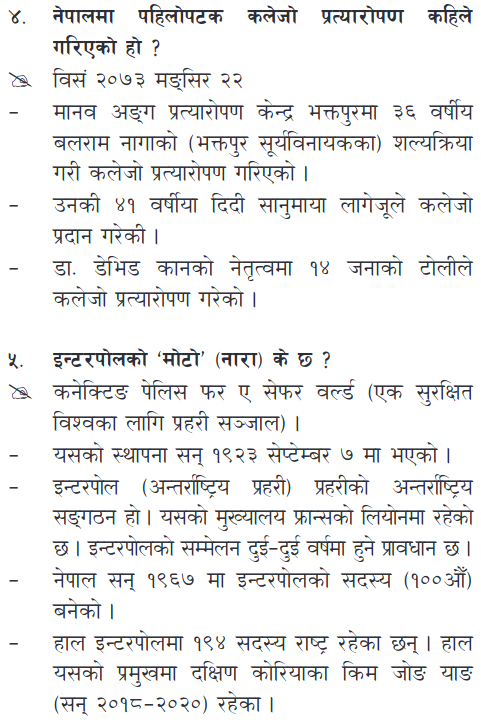 ४. नेपालमा पहिलोपटक कलेजो प्रत्यारोपण कहिले
गरिएको हो ?
विसं २०७३ मङ्सिर २२
– मानव अङ्ग प्रत्यारोपण केन्द्र भक्तपुरमा ३६ वर्षीय
बलराम नागाको (भक्तपुर सूर्यविनायकका) शल्यक्रिया
गरी कलेजो प्रत्यारोपण गरिएको ।
– उनकी ४१ वर्षीया दिदी सानुमाया लागेजूले कलेजो
प्रदान गरेकी ।
– डा. डेभिड कानको नेतृत्वमा १४ जनाको टोलीले
कलेजो प्रत्यारोपण गरेको ।
५. इन्टरपोलको ‘मोटो’ (नारा) के छ ?
कनेक्टिङ पेलिस फर ए सेफर वर्ल्ड (एक सुरक्षित
विश्वका लागि प्रहरी सञ्जाल) ।
– यसको स्थापना सन् १९२३ सेप्टेम्बर ७ मा भएको ।
– इन्टरपोल (अन्तर्राष्ट्रिय प्रहरी) प्रहरीको अन्तर्राष्ट्रिय
सङ्गठन हो । यसको मुख्यालय फ्रान्सको लियोनमा रहेको
छ । इन्टरपोलको सम्मेलन दुई–दुई वर्षमा हुने प्रावधान छ ।
– नेपाल सन् १९६७ मा इन्टरपोलको सदस्य (१००औँ)
बनेको ।
– हाल इन्टरपोलमा १९४ सदस्य राष्ट्र रहेका छन् । हाल
यसको प्रमुखमा दक्षिण कोरियाका किम जोङ याङ
(सन् २०१८–२०२०) रहेका ।